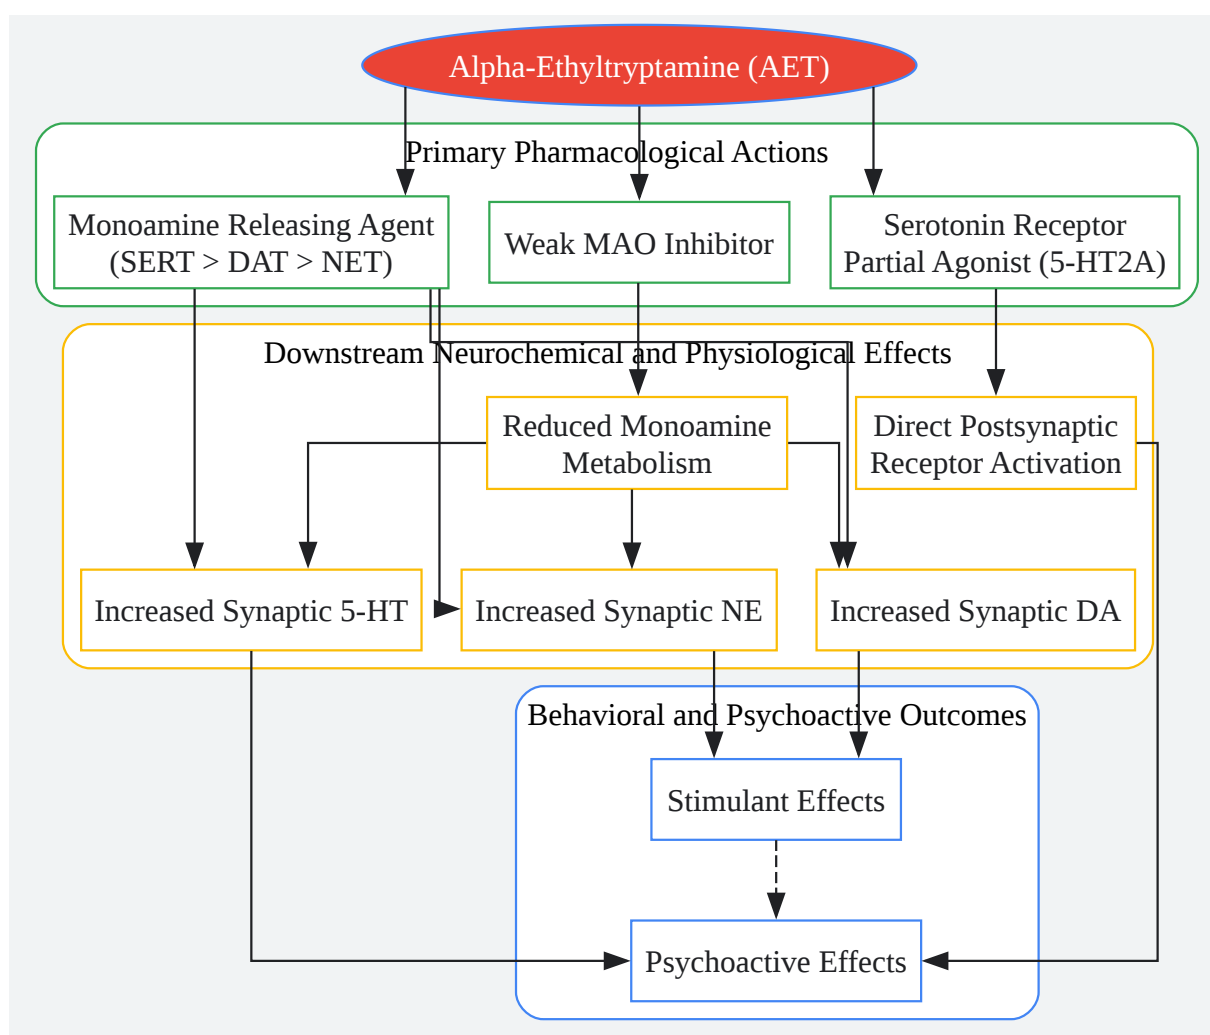 Alpha-Ethyltryptamine (AET)
Primary Pharmacological Actions
Monoamine Releasing Agent
(SERT > DAT > NET)
Weak MAO Inhibitor
Serotonin Receptor
Partial Agonist (5-HT2A)
Downstream Neurochemical and Physiological Effects
Reduced Monoamine
Metabolism
Direct Postsynaptic
Receptor Activation
Increased Synaptic 5-HT
Increased Synaptic NE
Increased Synaptic DA
Behavioral and Psychoactive Outcomes
Stimulant Effects
Psychoactive Effects